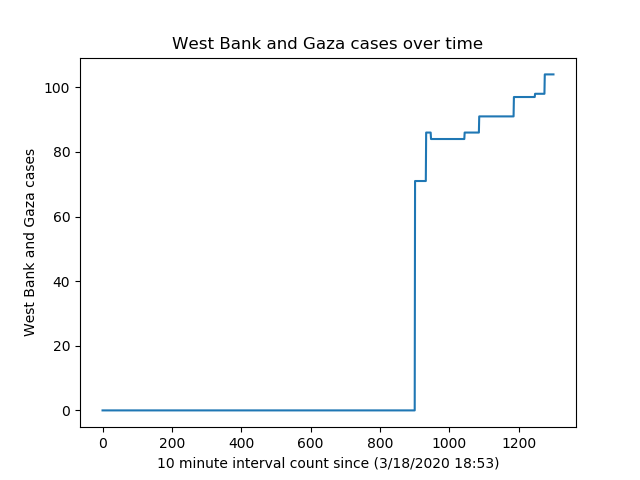 West Bank and Gaza cases over time
West Bank and Gaza cases
100
80
60
40
20
0
0 200 400 600 800 1000 1200
10 minute interval count since (3/18/2020 18:53)